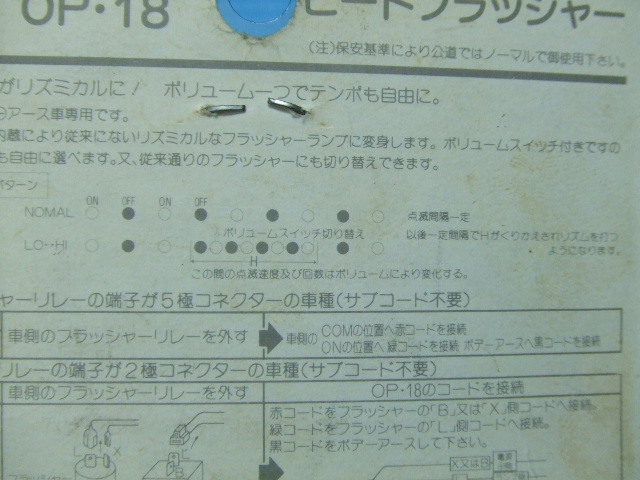 OP・18 ビートフラッシャー
(注)保安基準により公道ではノーマルで御使用下さい。
がリズミカルに! ボリューム一つでテンポも自由に。
アース車専用です。
内蔵により従来にないリズミカルなフラッシャーランプに変身します。ボリュームスイッチ付きですの
も自由に選べます。又、従来通りのフラッシャーにも切り替えできます。
パターン
ON OFF ON OFF
NOMAL 点滅間隔一定
ボリュームスイッチ切り替え
LO↔HI 以後一定間隔でHがくりかえされリズムを打つ
ようになります。
H
この間の点滅速度及び回数はボリュームにより変化する。
ャーリレーの端子が5極コネクターの車種(サブコード不要)
車側のフラッシャーリレーを外す
車側の COMの位置へ赤コードを接続
ONの位置へ緑コードを接続 ボデーアースへ黒コードを接続
リレーの端子が2極コネクターの車種(サブコード不要)
車側のフラッシャーリレーを外す OP・18のコードを接続
赤コードをフラッシャーの「B」又は「X」側コードへ接続。
緑コードをフラッシャーの「L」側コードへ接続。
黒コードをボデーアースして下さい。
L X L
X又はB
フラッシャー